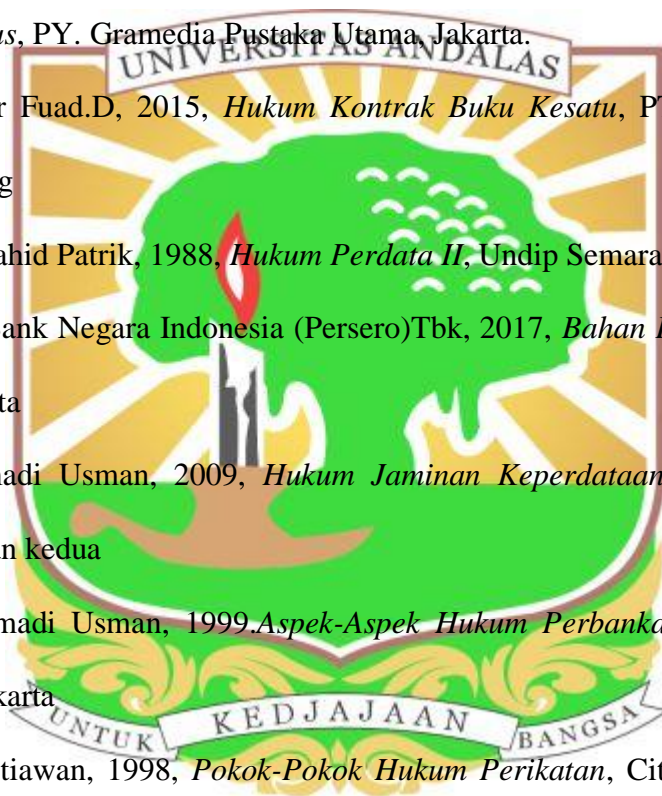 us, PY. Gramedia Pustaka Utama, Jakarta.
UNIVERSITAS ANDALAS
r Fuad.D, 2015, Hukum Kontrak Buku Kesatu, PT
g
ahid Patrik, 1988, Hukum Perdata II, Undip Semara
ank Negara Indonesia (Persero)Tbk, 2017, Bahan
ta
adi Usman, 2009, Hukum Jaminan Keperdataan
n kedua
madi Usman, 1999.Aspek-Aspek Hukum Perbanka
karta
UNTUK KEDJAJAAN BANGSA
tiawan, 1998, Pokok-Pokok Hukum Perikatan, Cit